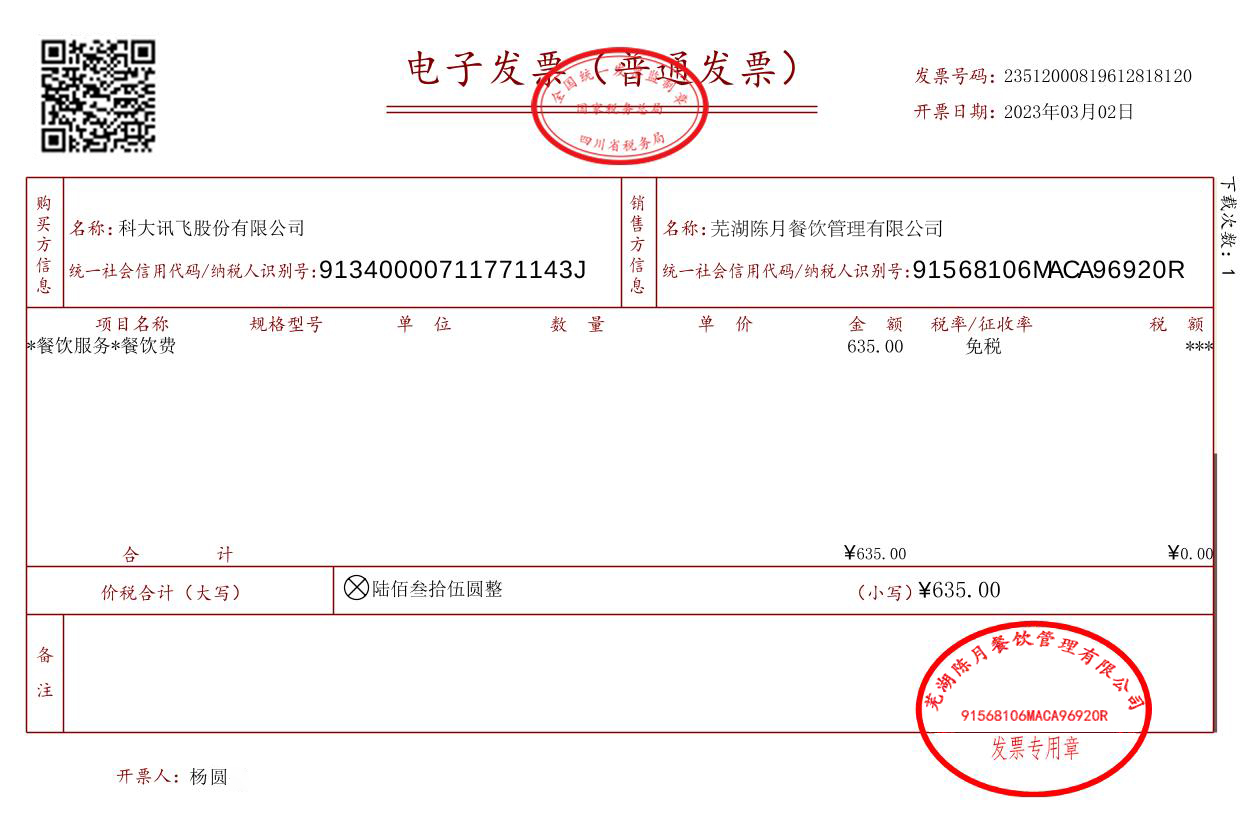 电子发票（普通发票）
全国统一发票监制章
国家税务总局
四川省税务局
发票号码：23512000819612818120
开票日期：2023年03月02日
购买方信息
名称：科大讯飞股份有限公司
统一社会信用代码/纳税人识别号：91340000711771143J
销售方信息
名称：芜湖陈月餐饮管理有限公司
统一社会信用代码/纳税人识别号：91568106MACA96920R
下载次数：1
项目名称 规格型号 单位 数量 单价 金额 税率/征收率 税额
*餐饮服务*餐饮费 635.00 免税 ***
合计 ¥635.00 ¥0.00
价税合计（大写） ⊗陆佰叁拾伍圆整 （小写）¥635.00
备注
芜湖陈月餐饮管理有限公司
91568106MACA96920R
发票专用章
开票人：杨圆